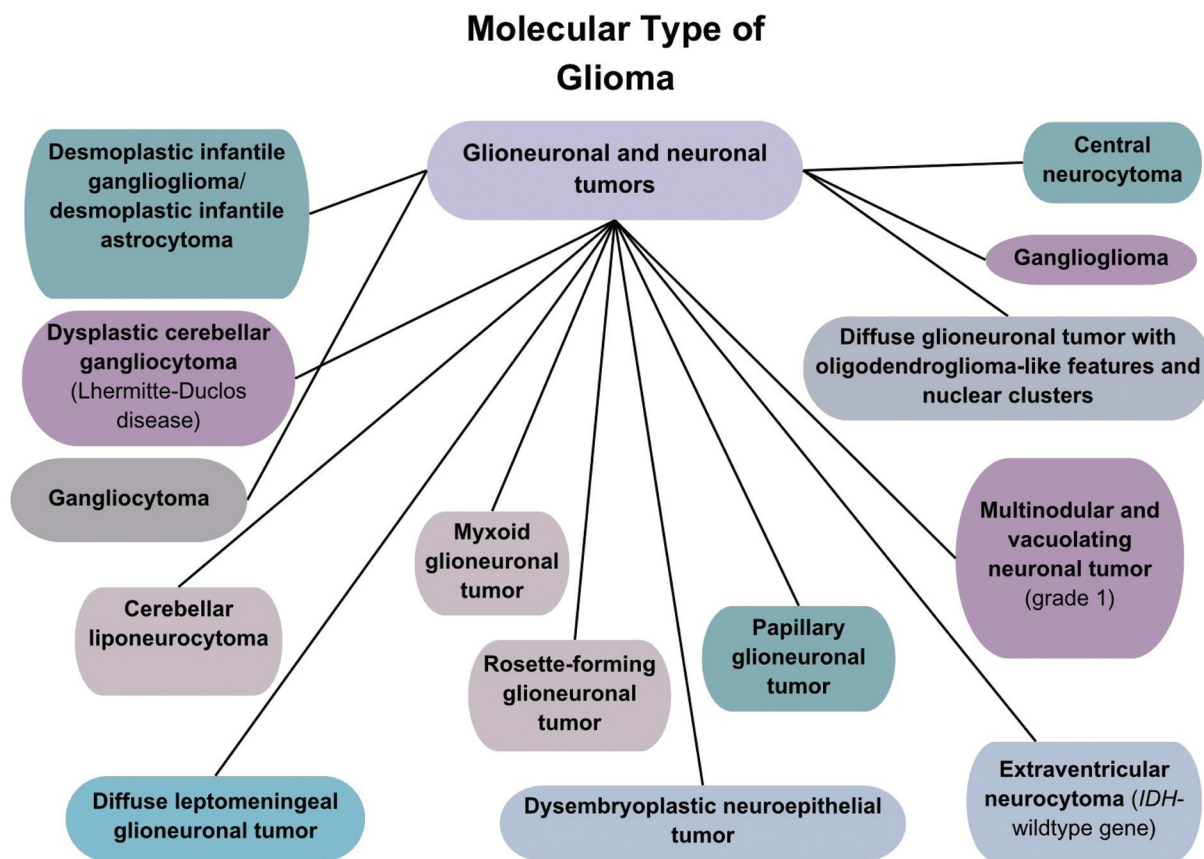 Molecular Type of
Glioma
Glioneuronal and neuronal
tumors
Desmoplastic infantile
ganglioglioma/
desmoplastic infantile
astrocytoma
Dysplastic cerebellar
gangliocytoma
(Lhermitte-Duclos
disease)
Gangliocytoma
Cerebellar
liponeurocytoma
Diffuse leptomeningeal
glioneuronal tumor
Myxoid
glioneuronal
tumor
Rosette-forming
glioneuronal
tumor
Dysembryoplastic neuroepithelial
tumor
Papillary
glioneuronal
tumor
Central
neurocytoma
Ganglioglioma
Diffuse glioneuronal tumor with
oligodendroglioma-like features and
nuclear clusters
Multinodular and
vacuolating
neuronal tumor
(grade 1)
Extraventricular
neurocytoma (IDH-
wildtype gene)